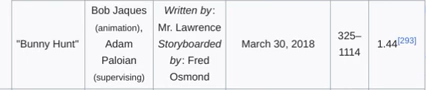 "Bunny Hunt"
Bob Jaques
(animation),
Adam
Paloian
(supervising)
Written by:
Mr. Lawrence
Storyboarded
by: Fred
Osmond
March 30, 2018
325–
1114
1.44[293]